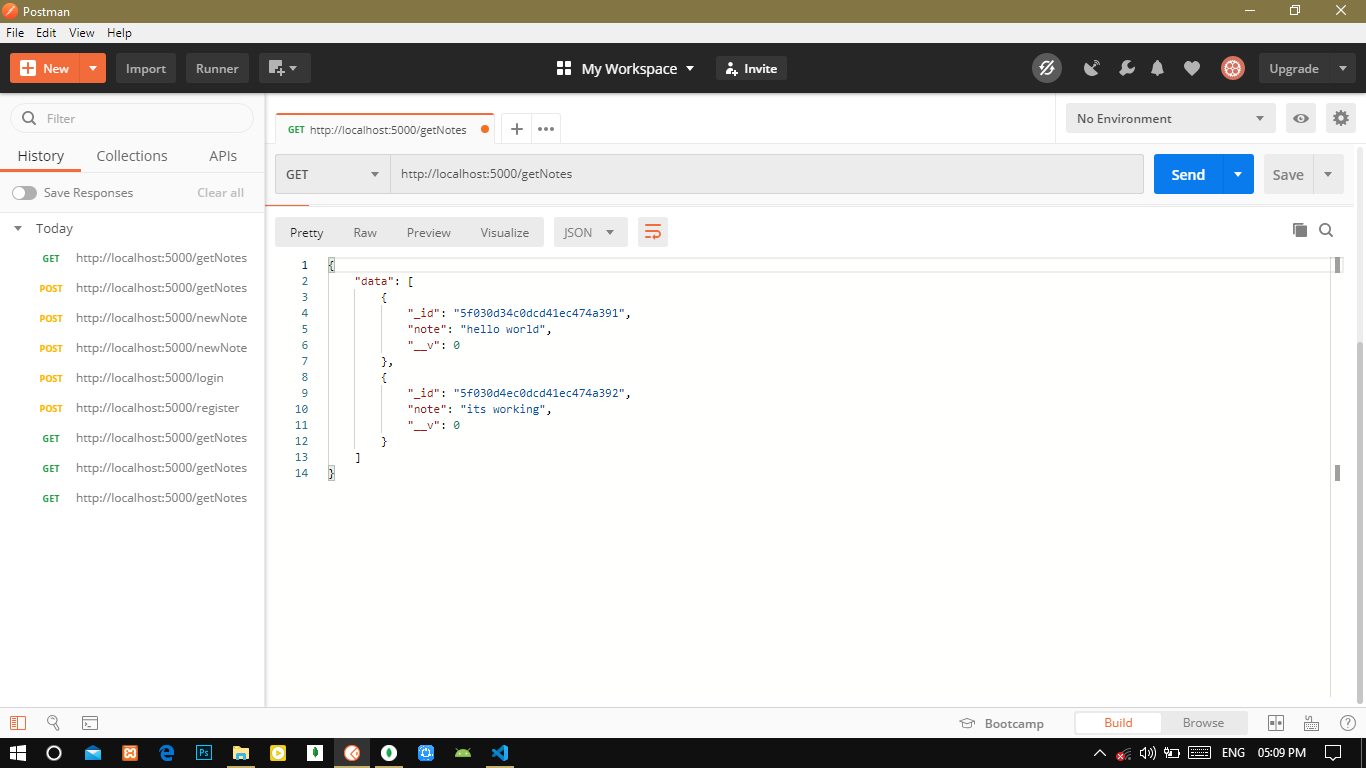 Postman
File Edit View Help
New Import Runner My Workspace Invite Upgrade
Filter
History Collections APIs
Save Responses Clear all
Today
GET http://localhost:5000/getNotes
POST http://localhost:5000/getNotes
POST http://localhost:5000/newNote
POST http://localhost:5000/newNote
POST http://localhost:5000/login
POST http://localhost:5000/register
GET http://localhost:5000/getNotes
GET http://localhost:5000/getNotes
GET http://localhost:5000/getNotes
GET http://localhost:5000/getNotes
No Environment
GET http://localhost:5000/getNotes Send Save
Pretty Raw Preview Visualize JSON
1 {
2 "data": [
3 {
4 "_id": "5f030d34c0dcd41ec474a391",
5 "note": "hello world",
6 "__v": 0
7 },
8 {
9 "_id": "5f030d4ec0dcd41ec474a392",
10 "note": "its working",
11 "__v": 0
12 }
13 ]
14 }
Bootcamp Build Browse
Ps
ENG 05:09 PM